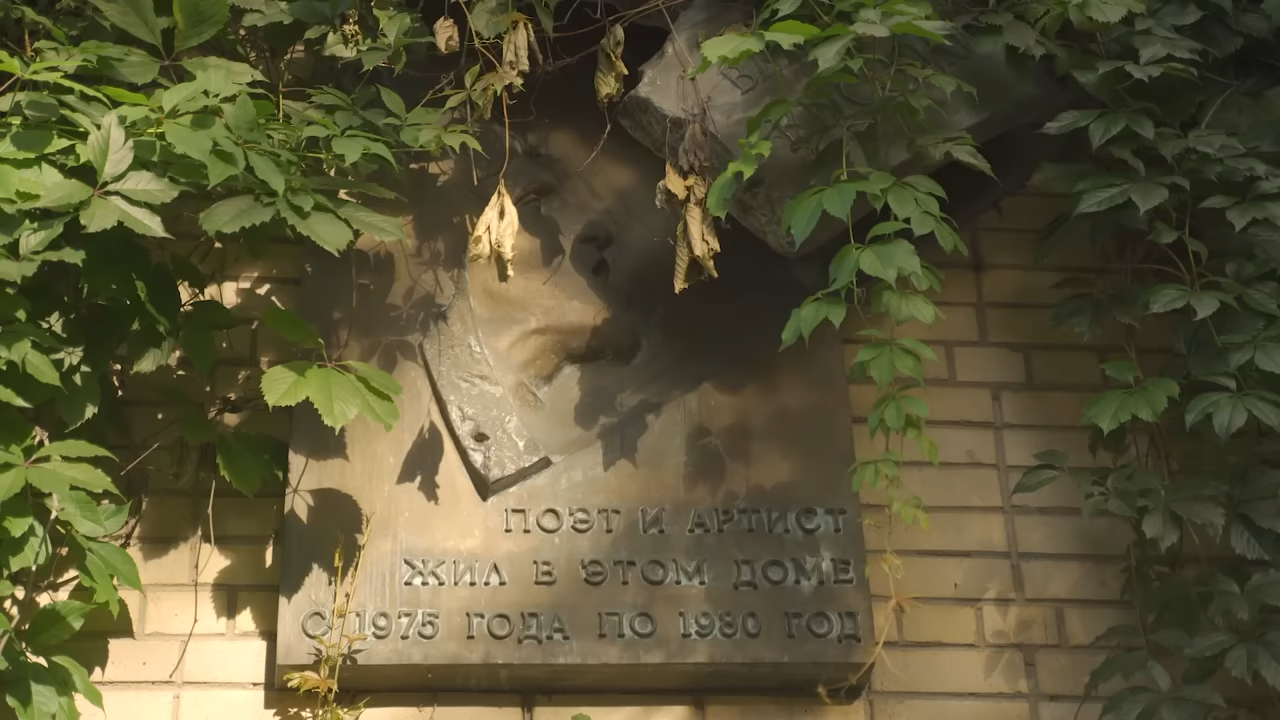 ПОЭТ И АРТИСТ
ЖИЛ В ЭТОМ ДОМЕ
С 1975 ГОДА ПО 1980 ГОД